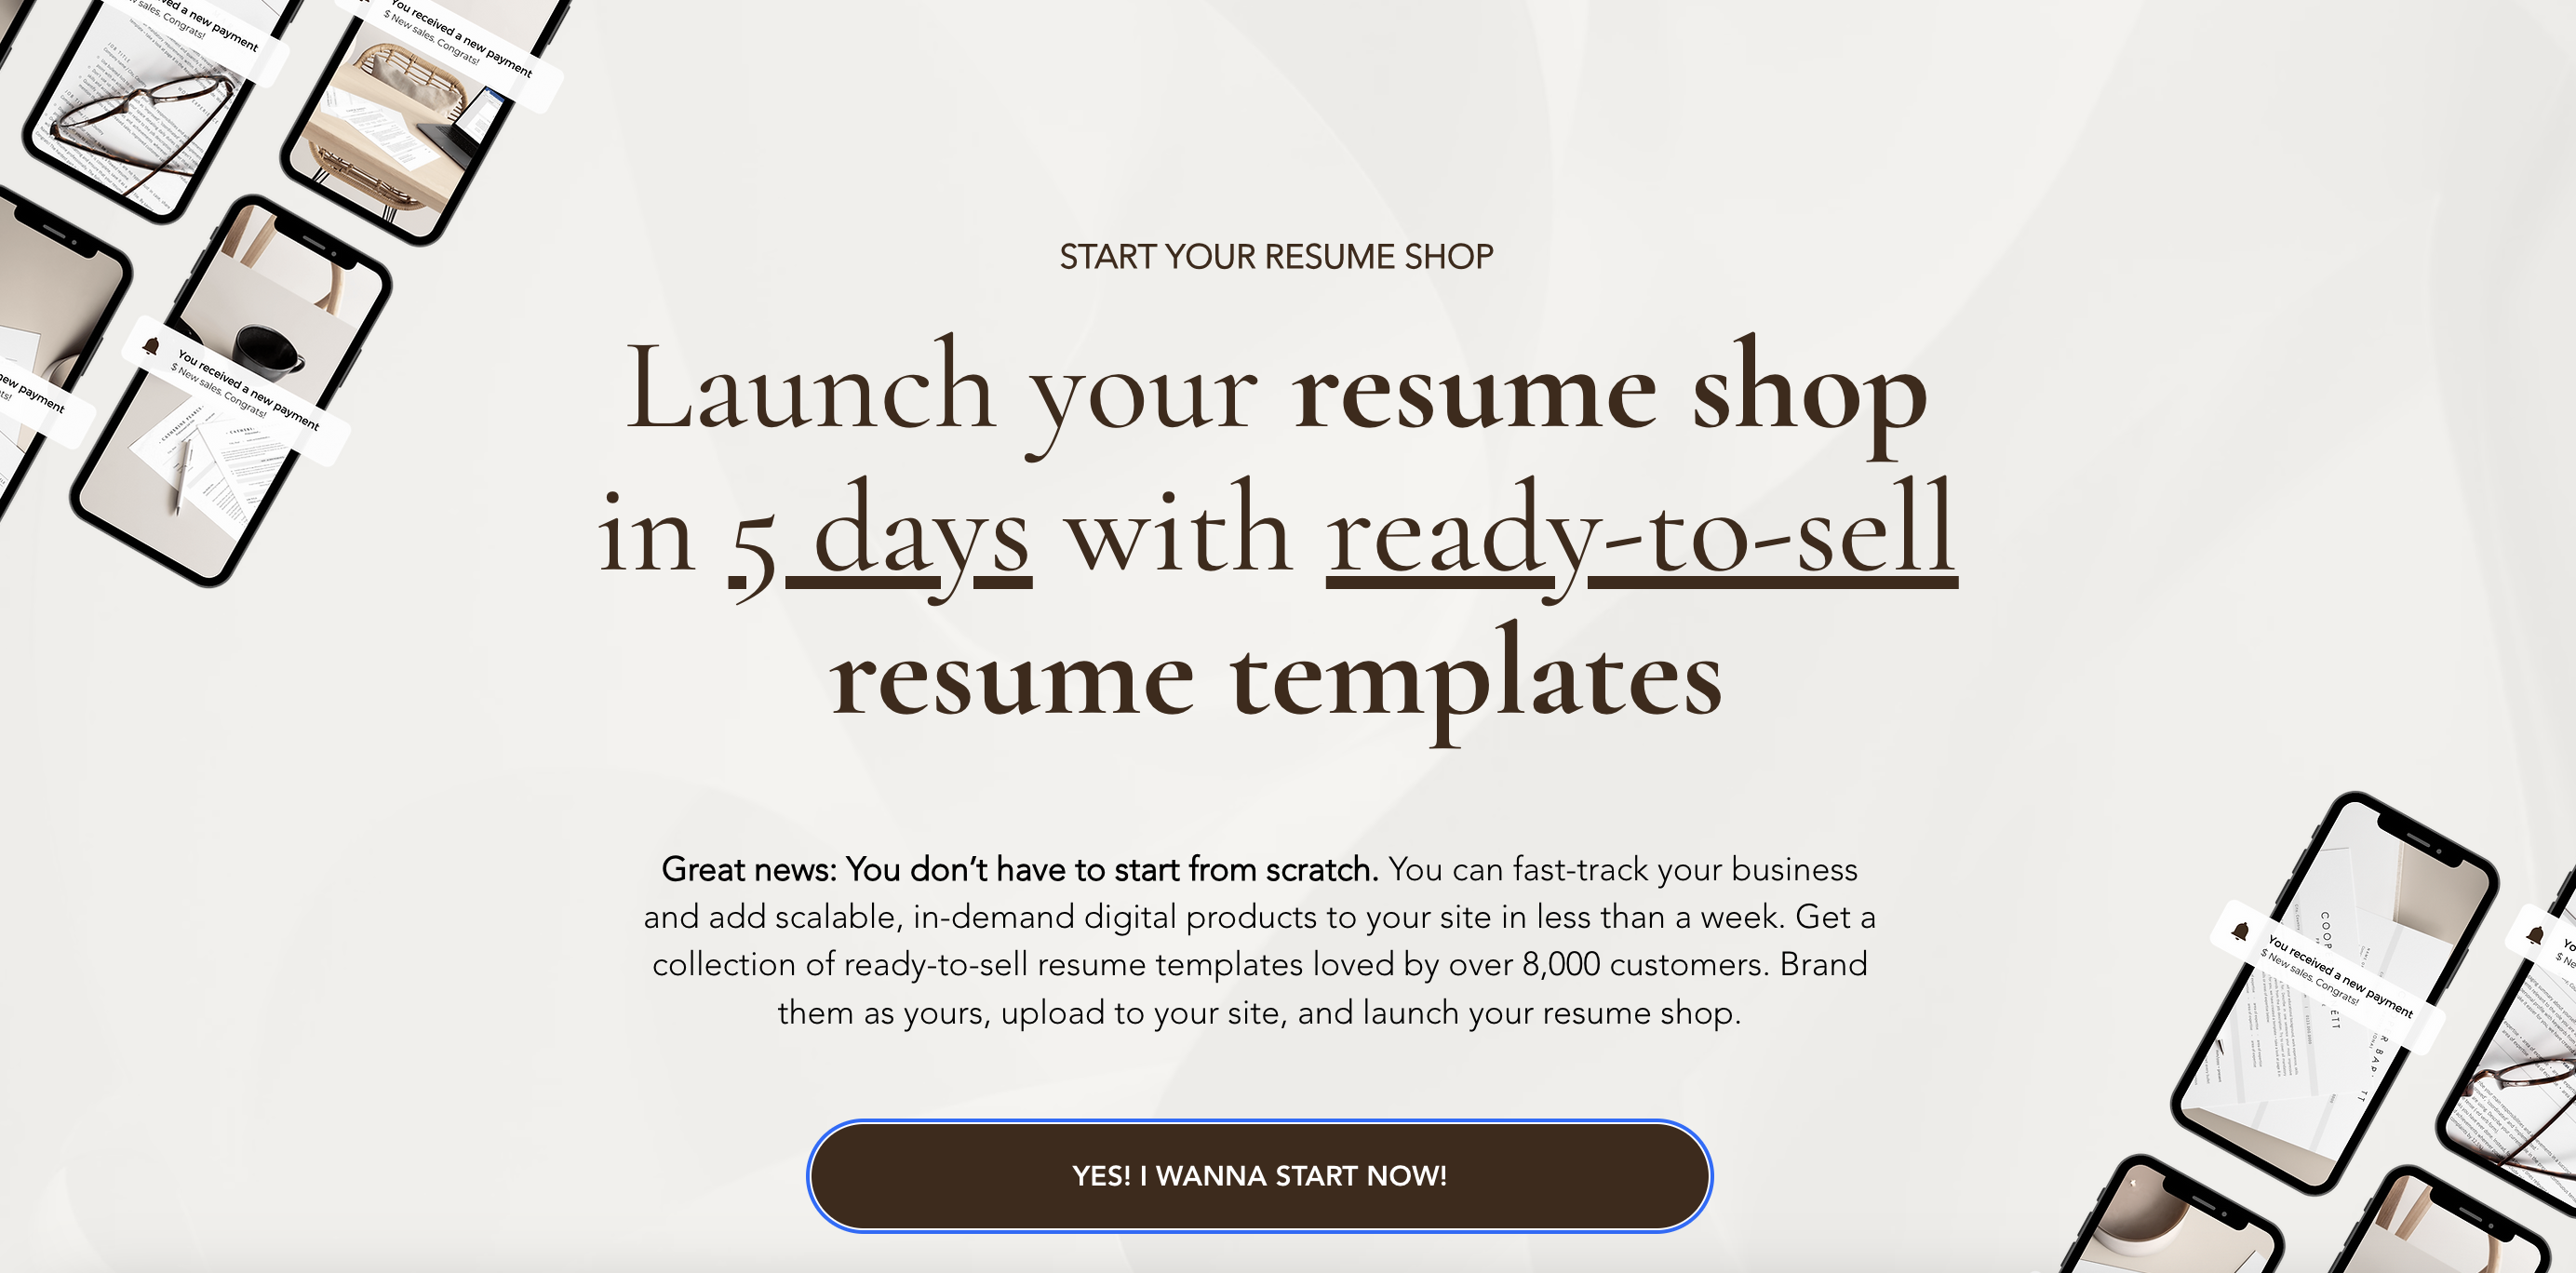 ved a new payment
sales. Congrats!
You received a new payment
$ New sales. Congrats!
JOB TITLE
START YOUR RESUME SHOP
Launch your resume shop
in 5 days with ready-to-sell
resume templates
new payment
You received a new payment
$ New sales. Congrats!
Great news: You don’t have to start from scratch. You can fast-track your business
and add scalable, in-demand digital products to your site in less than a week. Get a
collection of ready-to-sell resume templates loved by over 8,000 customers. Brand
them as yours, upload to your site, and launch your resume shop.
You received a new payment
$ New sales. Congrats!
YES! I WANNA START NOW!